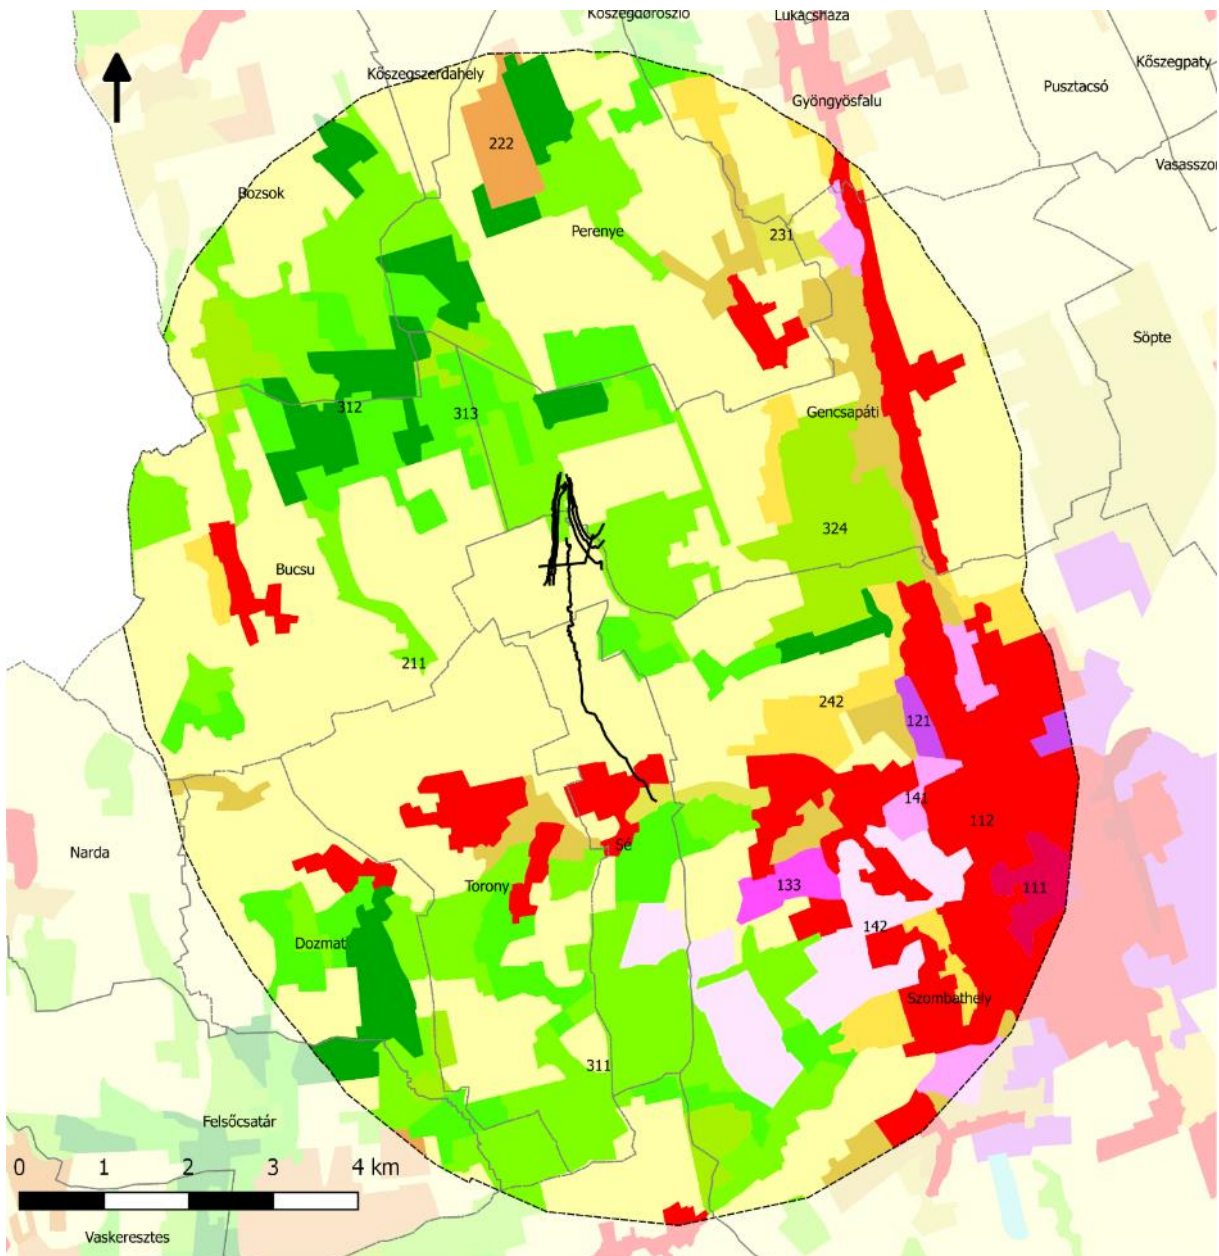 Kőszegdoroszló
Lukácsháza
Kőszegpaty
Kőszegszerdahely
Pusztacsó
Gyöngyösfalu
222
Vasasszon
Bozsok
Perenye
231
Söpte
312
313
Gencsapáti
324
Bucsu
211
242
121
141
112
Narda
Sé
Torony
133
111
142
Dozmat
Szombathely
311
Felsőcsatár
0 1 2 3 4 km
Vaskeresztes